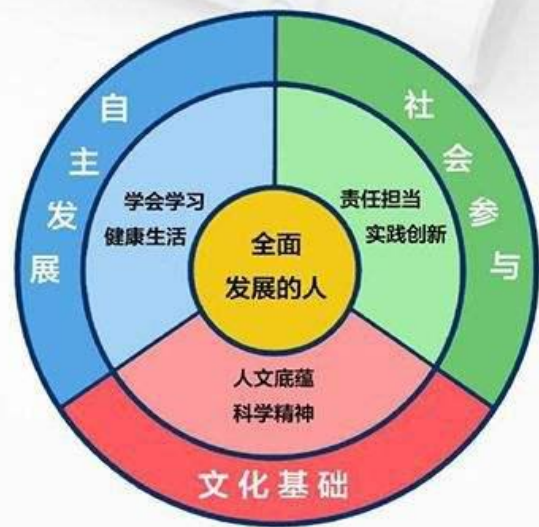 自主发展
社会参与
学会学习
健康生活
责任担当
实践创新
全面
发展的人
人文底蕴
科学精神
文化基础